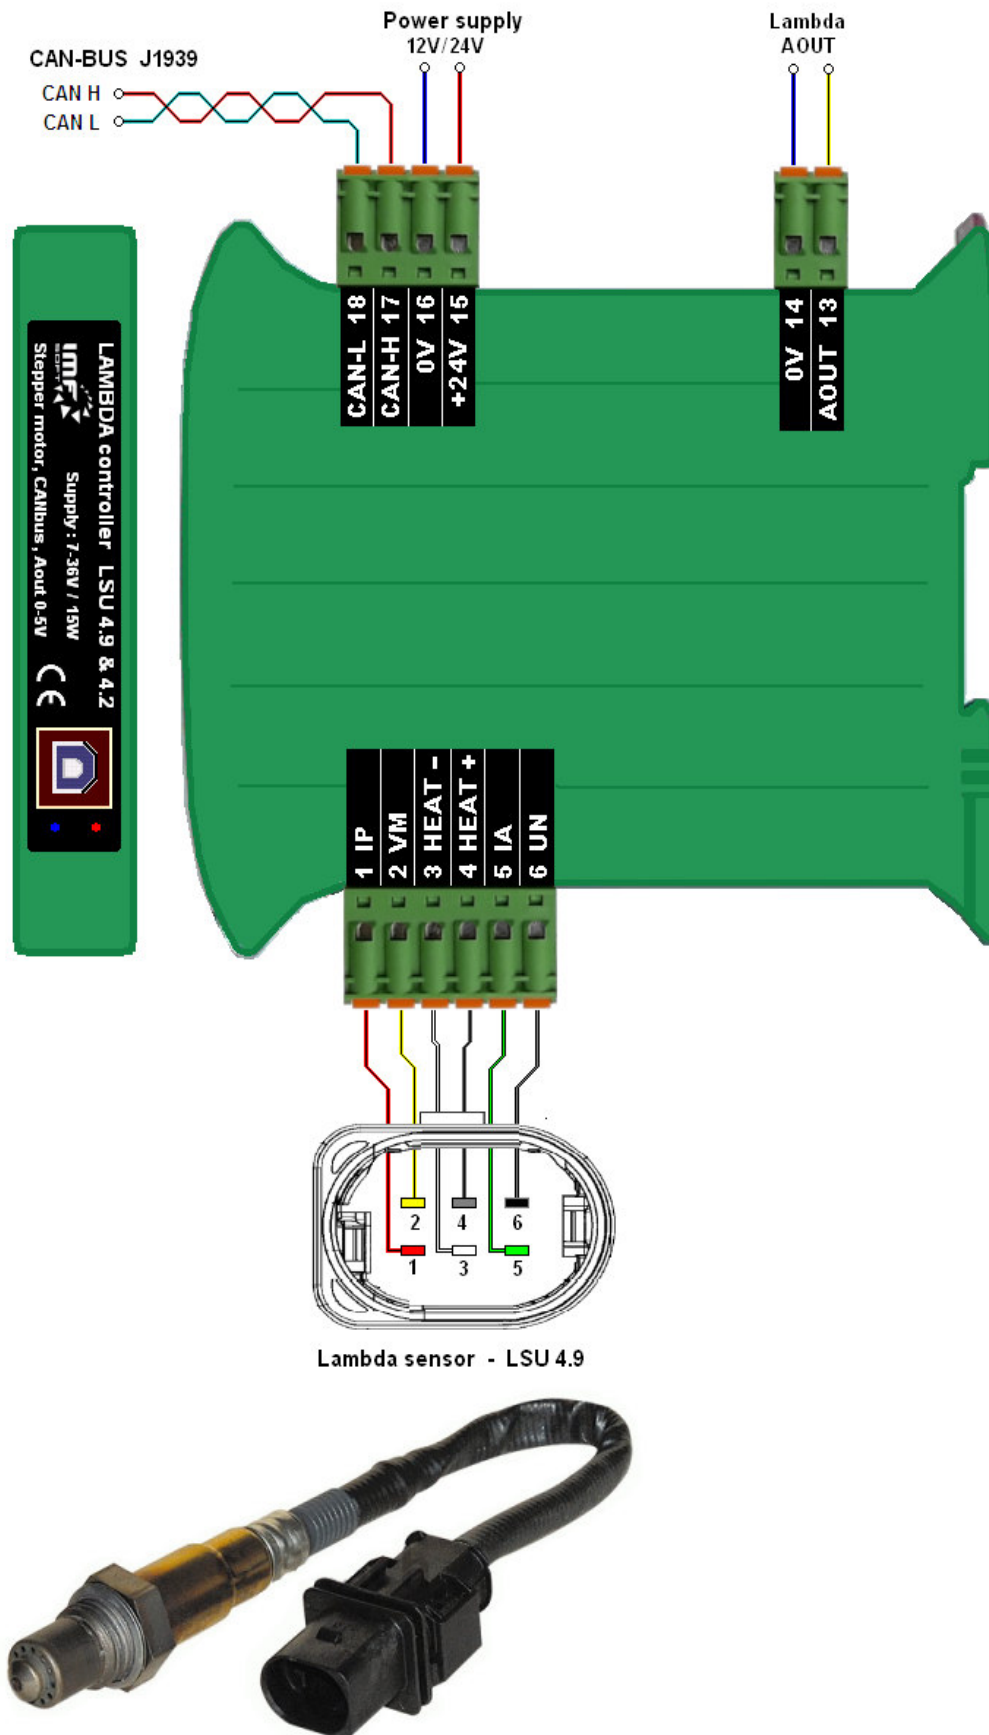 Power supply
12V/24V
Lambda
AOUT
CAN-BUS J1939
CAN H
CAN L
CAN-L 18
CAN-H 17
0V 16
+24V 15
0V 14
AOUT 13
LAMBDA controller LSU 4.9 & 4.2
IMF
SOFT
Supply : 7-36V / 15W
Stepper motor, CANbus, Aout 0-5V
CE
1 IP
2 VM
3 HEAT -
4 HEAT +
5 IA
6 UN
2
4
6
1
3
5
Lambda sensor - LSU 4.9